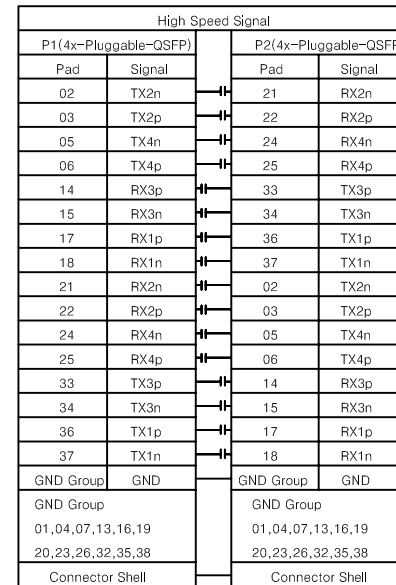 High Speed Signal
P1(4x-Pluggable-QSFP) P2(4x-Pluggable-QSFP
Pad Signal Pad Signal
02 TX2n 21 RX2n
03 TX2p 22 RX2p
05 TX4n 24 RX4n
06 TX4p 25 RX4p
14 RX3p 33 TX3p
15 RX3n 34 TX3n
17 RX1p 36 TX1p
18 RX1n 37 TX1n
21 RX2n 02 TX2n
22 RX2p 03 TX2p
24 RX4n 05 TX4n
25 RX4p 06 TX4p
33 TX3p 14 RX3p
34 TX3n 15 RX3n
36 TX1p 17 RX1p
37 TX1n 18 RX1n
GND Group GND GND Group GND
GND Group GND Group
01,04,07,13,16,19 01,04,07,13,16,19
20,23,26,32,35,38 20,23,26,32,35,38
Connector Shell Connector Shell